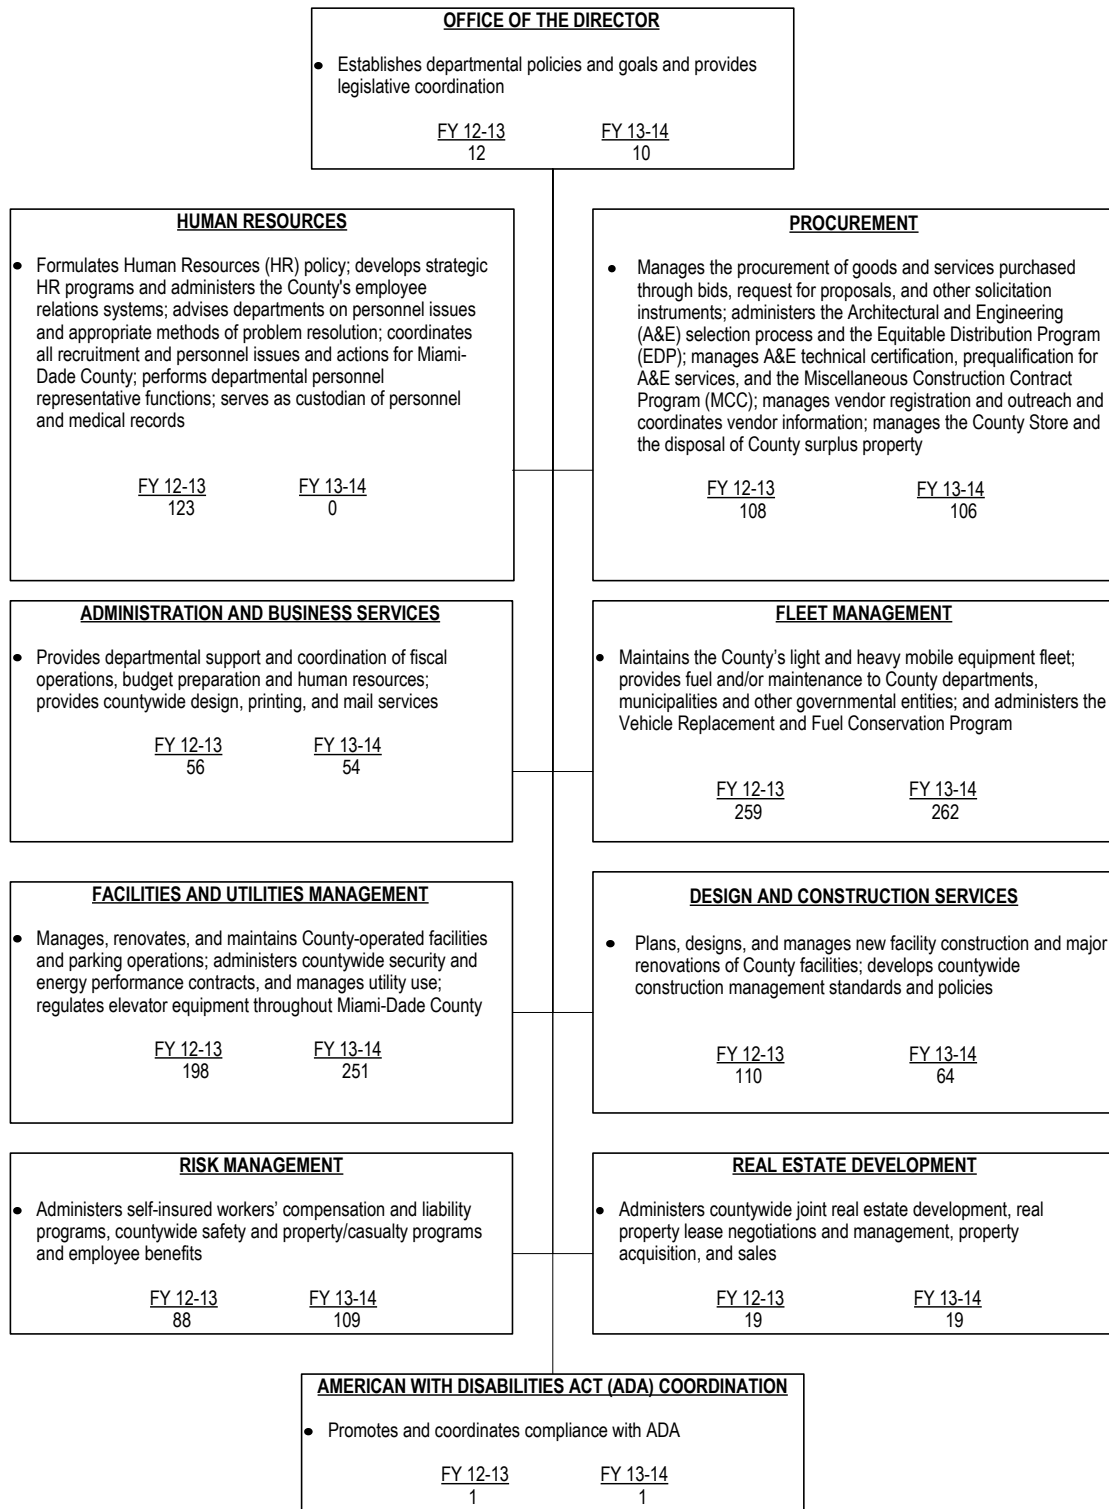 OFFICE OF THE DIRECTOR
● Establishes departmental policies and goals and provides
legislative coordination
FY 12-13 FY 13-14
12 10
HUMAN RESOURCES
● Formulates Human Resources (HR) policy; develops strategic
HR programs and administers the County's employee
relations systems; advises departments on personnel issues
and appropriate methods of problem resolution; coordinates
all recruitment and personnel issues and actions for Miami-
Dade County; performs departmental personnel
representative functions; serves as custodian of personnel
and medical records
FY 12-13 FY 13-14
123 0
PROCUREMENT
● Manages the procurement of goods and services purchased
through bids, request for proposals, and other solicitation
instruments; administers the Architectural and Engineering
(A&E) selection process and the Equitable Distribution Program
(EDP); manages A&E technical certification, prequalification for
A&E services, and the Miscellaneous Construction Contract
Program (MCC); manages vendor registration and outreach and
coordinates vendor information; manages the County Store and
the disposal of County surplus property
FY 12-13 FY 13-14
108 106
ADMINISTRATION AND BUSINESS SERVICES
● Provides departmental support and coordination of fiscal
operations, budget preparation and human resources;
provides countywide design, printing, and mail services
FY 12-13 FY 13-14
56 54
FLEET MANAGEMENT
● Maintains the County’s light and heavy mobile equipment fleet;
provides fuel and/or maintenance to County departments,
municipalities and other governmental entities; and administers the
Vehicle Replacement and Fuel Conservation Program
FY 12-13 FY 13-14
259 262
FACILITIES AND UTILITIES MANAGEMENT
● Manages, renovates, and maintains County-operated facilities
and parking operations; administers countywide security and
energy performance contracts, and manages utility use;
regulates elevator equipment throughout Miami-Dade County
FY 12-13 FY 13-14
198 251
DESIGN AND CONSTRUCTION SERVICES
● Plans, designs, and manages new facility construction and major
renovations of County facilities; develops countywide
construction management standards and policies
FY 12-13 FY 13-14
110 64
RISK MANAGEMENT
● Administers self-insured workers’ compensation and liability
programs, countywide safety and property/casualty programs
and employee benefits
FY 12-13 FY 13-14
88 109
REAL ESTATE DEVELOPMENT
● Administers countywide joint real estate development, real
property lease negotiations and management, property
acquisition, and sales
FY 12-13 FY 13-14
19 19
AMERICAN WITH DISABILITIES ACT (ADA) COORDINATION
● Promotes and coordinates compliance with ADA
FY 12-13 FY 13-14
1 1